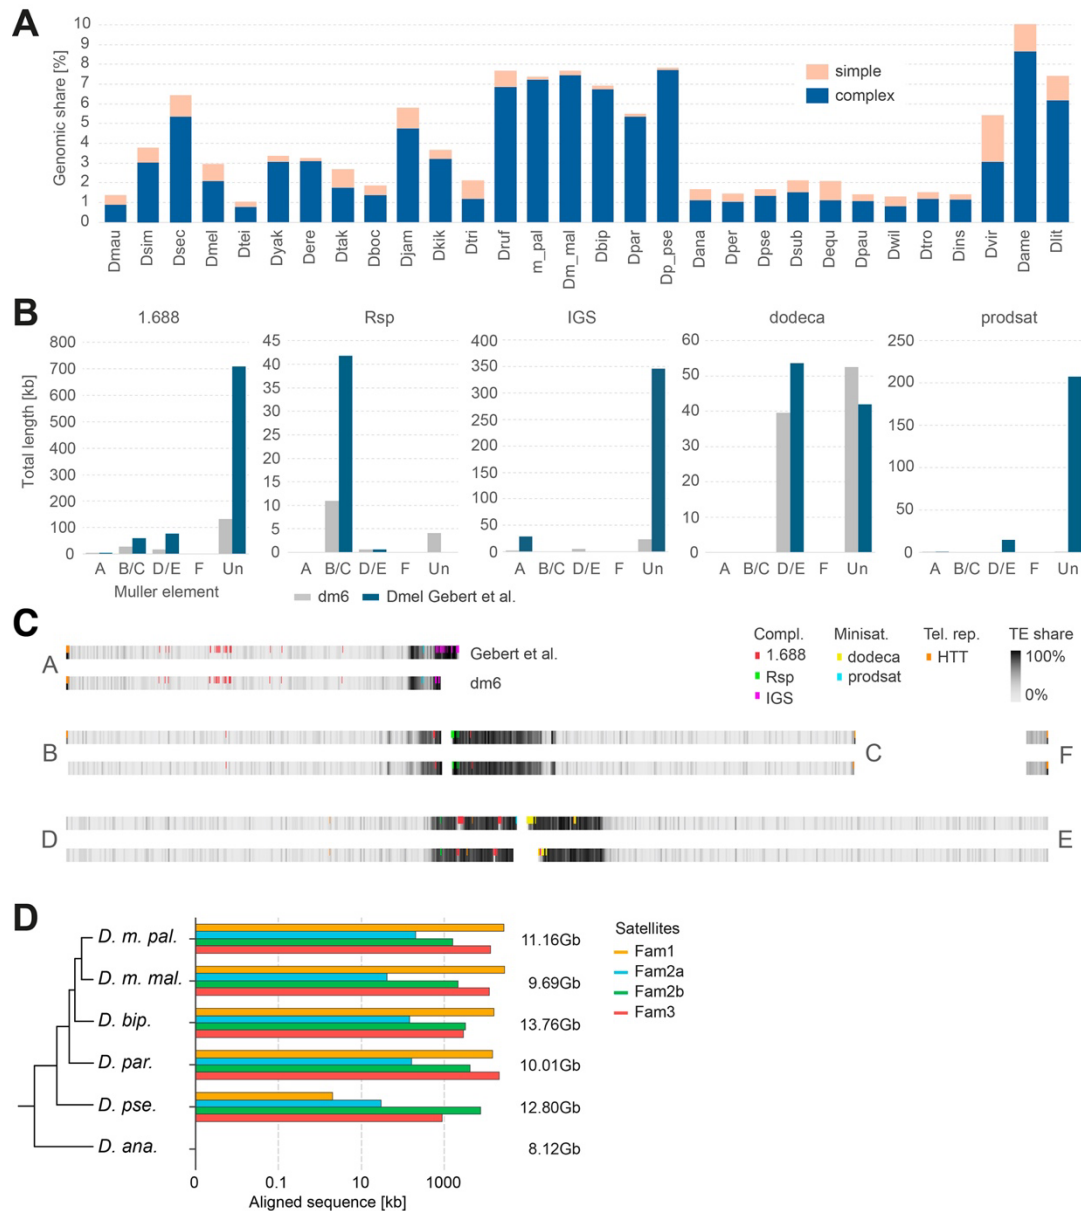 A
Genomic share [%]
10
9
8
7
6
5
4
3
2
1
0
simple
complex
Dmau
Dsim
Dsec
Dmel
Dtei
Dyak
Dere
Dtak
Dboc
Djam
Dkik
Dtri
Druf
m_pal
Dm_mal
Dbip
Dpar
Dp_pse
Dana
Dper
Dpse
Dsub
Dequ
Dpau
Dwil
Dtro
Dins
Dvir
Dame
Dlit
B
1.688
Rsp
IGS
dodeca
prodsat
Total length [kb]
800
700
600
500
400
300
200
100
0
45
40
35
30
25
20
15
10
5
0
400
350
300
250
200
150
100
50
0
60
50
40
30
20
10
0
250
200
150
100
50
0
A B/C D/E F Un
A B/C D/E F Un
A B/C D/E F Un
A B/C D/E F Un
A B/C D/E F Un
Muller element
dm6 Dmel Gebert et al.
C
A
Gebert et al.
dm6
Compl. Minisat. Tel. rep. TE share
1.688 dodeca HTT 100%
Rsp prodsat
IGS 0%
B C F
D E
D
D. m. pal. 11.16Gb
D. m. mal. 9.69Gb
D. bip. 13.76Gb
D. par. 10.01Gb
D. pse. 12.80Gb
D. ana. 8.12Gb
Satellites
Fam1
Fam2a
Fam2b
Fam3
0 0.1 10 1000
Aligned sequence [kb]